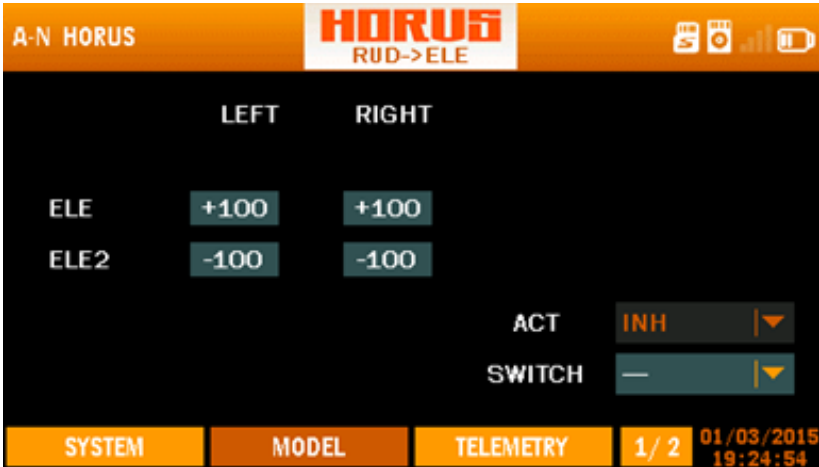 A-N HORUS
HORUS
RUD->ELE
LEFT RIGHT
ELE +100 +100
ELE2 -100 -100
ACT INH
SWITCH —
SYSTEM MODEL TELEMETRY 1/2 01/03/2015
19:24:54